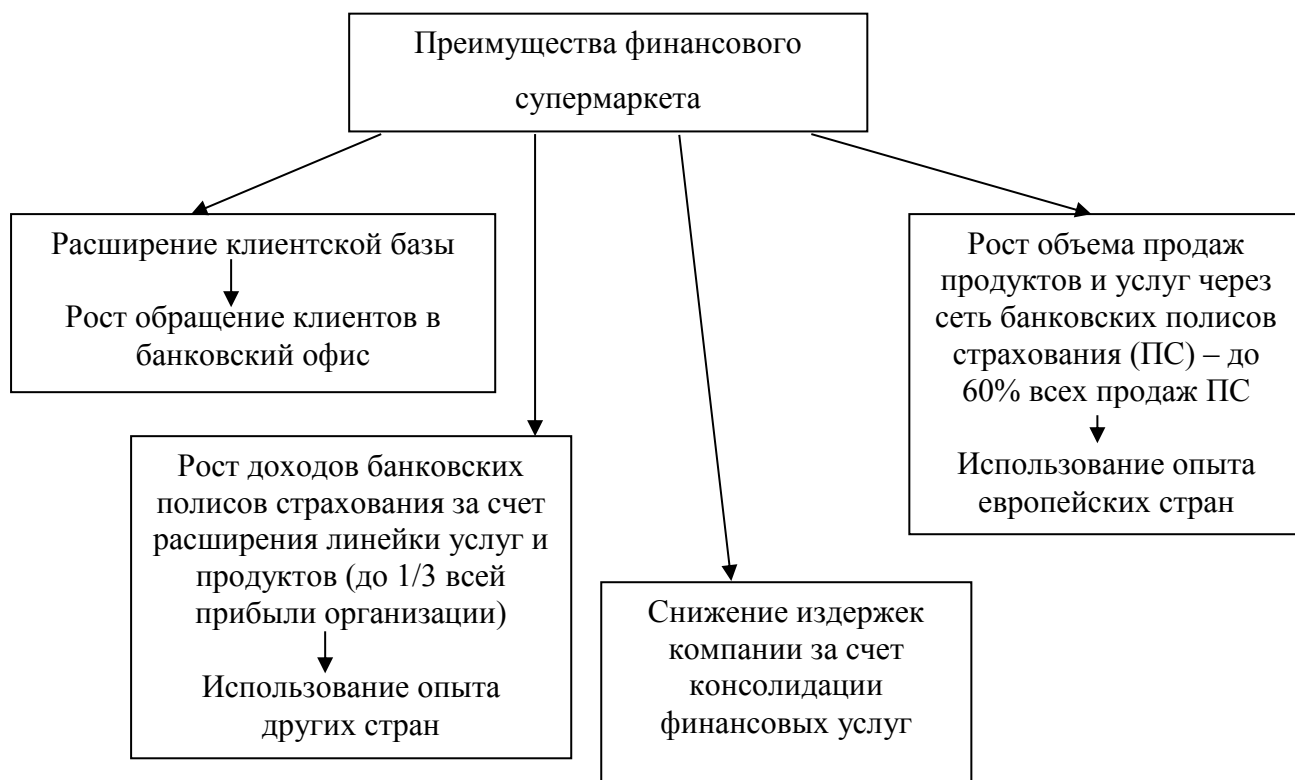 Преимущества финансового
супермаркета
Расширение клиентской базы
Рост обращение клиентов в
банковский офис
Рост объема продаж
продуктов и услуг через
сеть банковских полисов
страхования (ПС) – до
60% всех продаж ПС
Использование опыта
европейских стран
Рост доходов банковских
полисов страхования за счет
расширения линейки услуг и
продуктов (до 1/3 всей
прибыли организации)
Использование опыта
других стран
Снижение издержек
компании за счет
консолидации
финансовых услуг